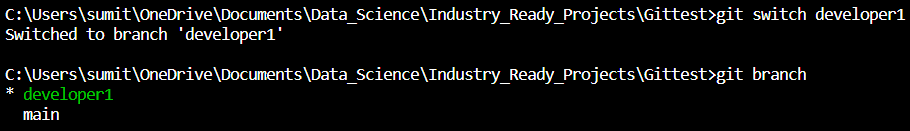 C:\Users\sumit\OneDrive\Documents\Data_Science\Industry_Ready_Projects\Gittest>git switch developer1
Switched to branch 'developer1'
C:\Users\sumit\OneDrive\Documents\Data_Science\Industry_Ready_Projects\Gittest>git branch
* developer1
  main